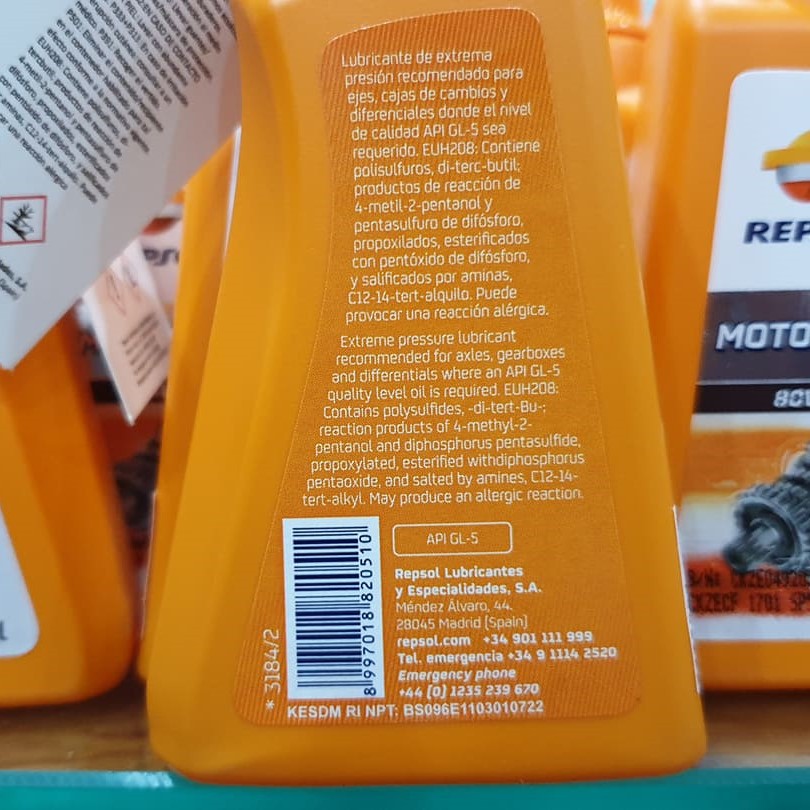 Lubricante de extrema
presión recomendado para
ejes, cajas de cambios y
diferenciales donde el nivel
de calidad API GL-5 sea
requerido. EUH208: Contiene
polisulfuros, di-terc-butil;
productos de reacción de
4-metil-2-pentanol y
pentasulfuro de difósforo,
propoxilados, esterificados
con pentóxido de difósforo,
y salificados por aminas,
C12-14-tert-alquilo. Puede
provocar una reacción alérgica.
Extreme pressure lubricant
recommended for axles, gearboxes
and differentials where an API GL-5
quality level oil is required. EUH208:
Contains polysulfides, -di-tert-Bu-;
reaction products of 4-methyl-2-
pentanol and diphosphorus pentasulfide,
propoxylated, esterified withdiphosphorus
pentaoxide, and salted by amines, C12-14-
tert-alkyl. May produce an allergic reaction.
API GL-5
Repsol Lubricantes
y Especialidades, S.A.
Méndez Álvaro, 44.
28045 Madrid (Spain)
repsol.com +34 901 111 999
Tel. emergencia +34 9 1114 2520
Emergency phone
+44 (0) 1235 239 670
8 997018 820510
* 3184/2
KESDM RI NPT: BS096E1103010722
REP
MOTO
80W